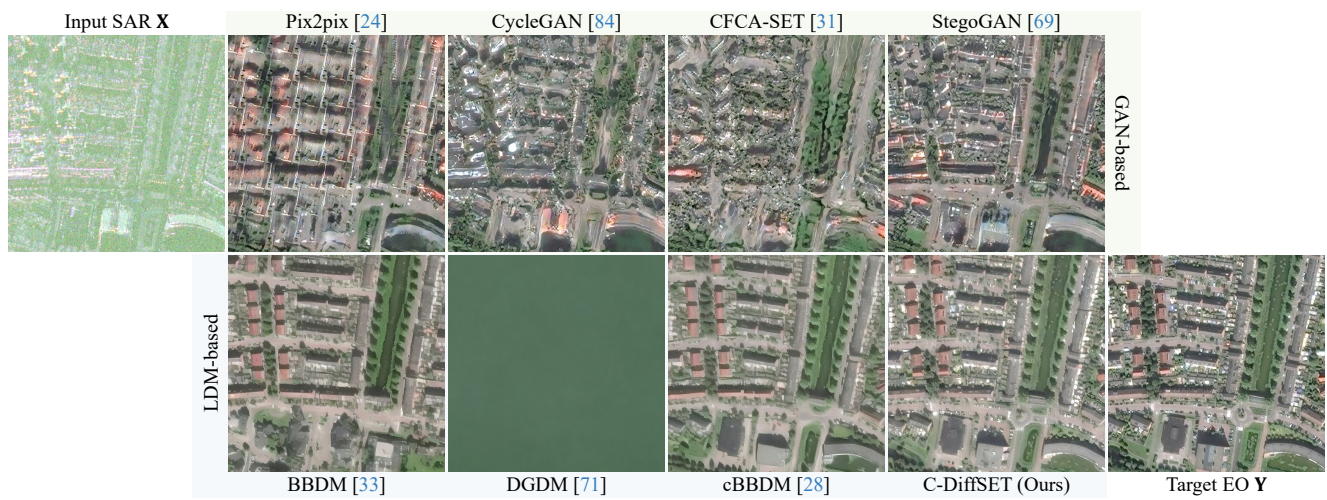 Input SAR X
Pix2pix [24]
CycleGAN [84]
CFCA-SET [31]
StegoGAN [69]
GAN-based
LDM-based
BBDM [33]
DGDM [71]
cBBDM [28]
C-DiffSET (Ours)
Target EO Y